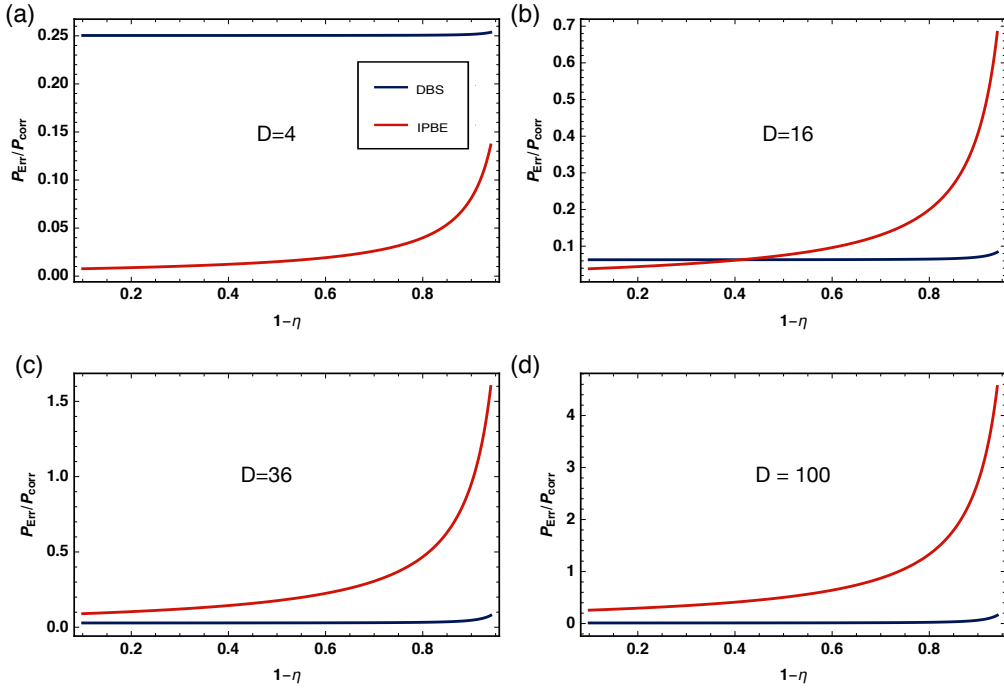 (a)
0.25
0.20
0.15
0.10
0.05
0.00
P_Err/P_corr
DBS
IPBE
D=4
0.2 0.4 0.6 0.8
1−η
(b)
0.7
0.6
0.5
0.4
0.3
0.2
0.1
P_Err/P_corr
D=16
0.2 0.4 0.6 0.8
1−η
(c)
1.5
1.0
0.5
0.0
P_Err/P_corr
D=36
0.2 0.4 0.6 0.8
1−η
(d)
4
3
2
1
0
P_Err/P_corr
D = 100
0.2 0.4 0.6 0.8
1−η